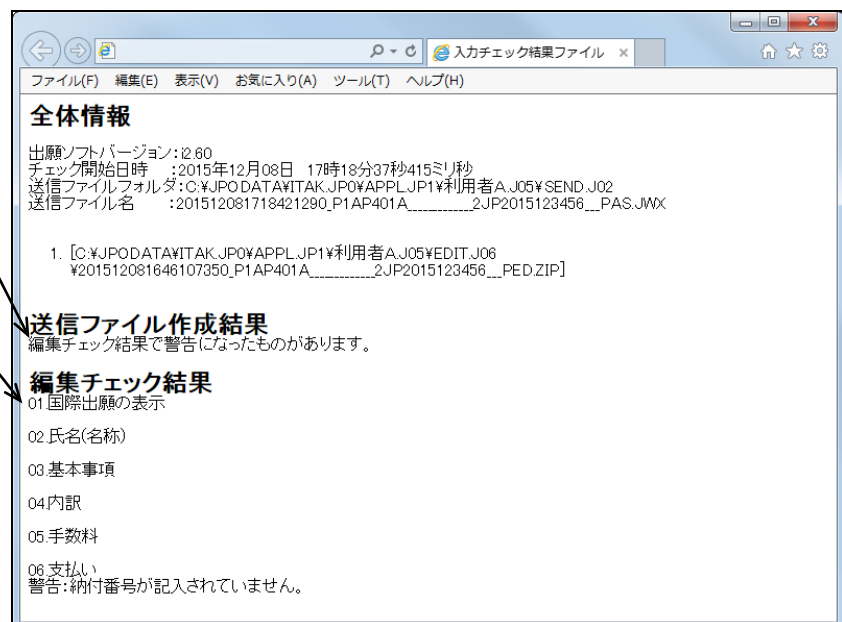 入力チェック結果ファイル ×
ファイル(F) 編集(E) 表示(V) お気に入り(A) ツール(T) ヘルプ(H)
全体情報
出願ソフトバージョン:i2.60
チェック開始日時 :2015年12月08日 17時18分37秒415ミリ秒
送信ファイルフォルダ:C:¥JPODATA¥ITAK.JP0¥APPL.JP1¥利用者A.J05¥SEND.J02
送信ファイル名 :201512081718421290_P1AP401A____________2JP2015123456___PAS.JWX
1. [C:¥JPODATA¥ITAK.JP0¥APPL.JP1¥利用者A.J05¥EDIT.J06
¥201512081646107350_P1AP401A____________2JP2015123456___PED.ZIP]
送信ファイル作成結果
編集チェック結果で警告になったものがあります。
編集チェック結果
01.国際出願の表示
02.氏名(名称)
03.基本事項
04.内訳
05.手数料
06.支払い
警告:納付番号が記入されていません。